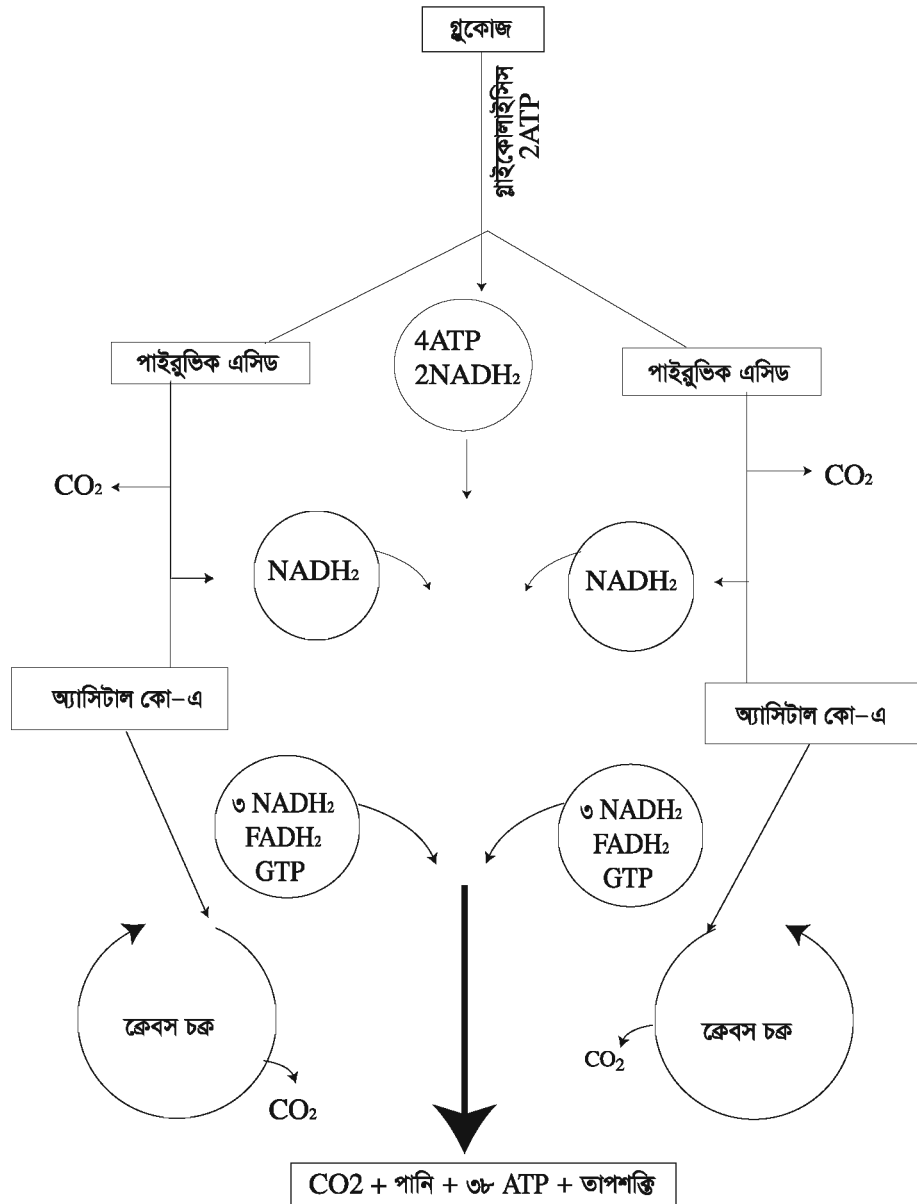 গ্লুকোজ
গ্লাইকোলাইসিস
2ATP
4ATP
2NADH₂
পাইরুভিক এসিড
পাইরুভিক এসিড
CO₂
CO₂
NADH₂
NADH₂
অ্যাসিটাল কো-এ
অ্যাসিটাল কো-এ
৩ NADH₂
FADH₂
GTP
৩ NADH₂
FADH₂
GTP
ক্রেবস চক্র
ক্রেবস চক্র
CO₂
CO₂
CO2 + পানি + ৩৮ ATP + তাপশক্তি